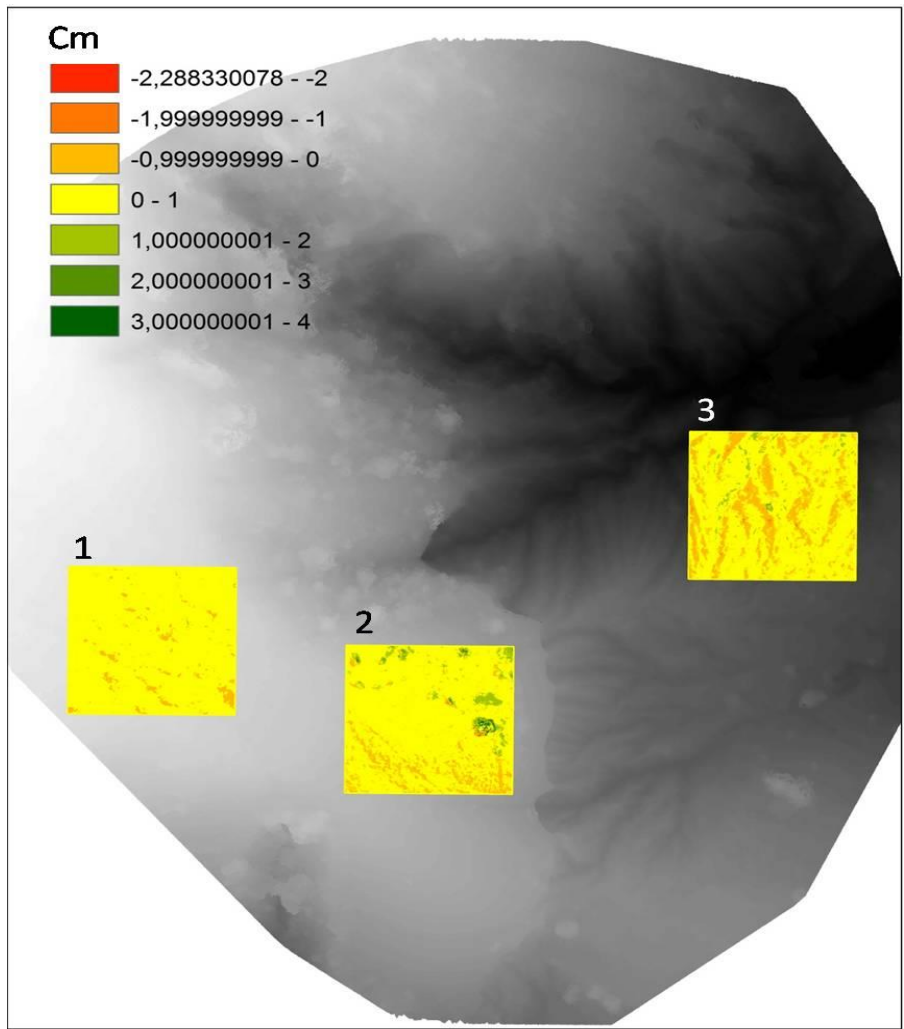 Cm
-2,288330078 - -2
-1,999999999 - -1
-0,999999999 - 0
0 - 1
1,000000001 - 2
2,000000001 - 3
3,000000001 - 4
3
1
2